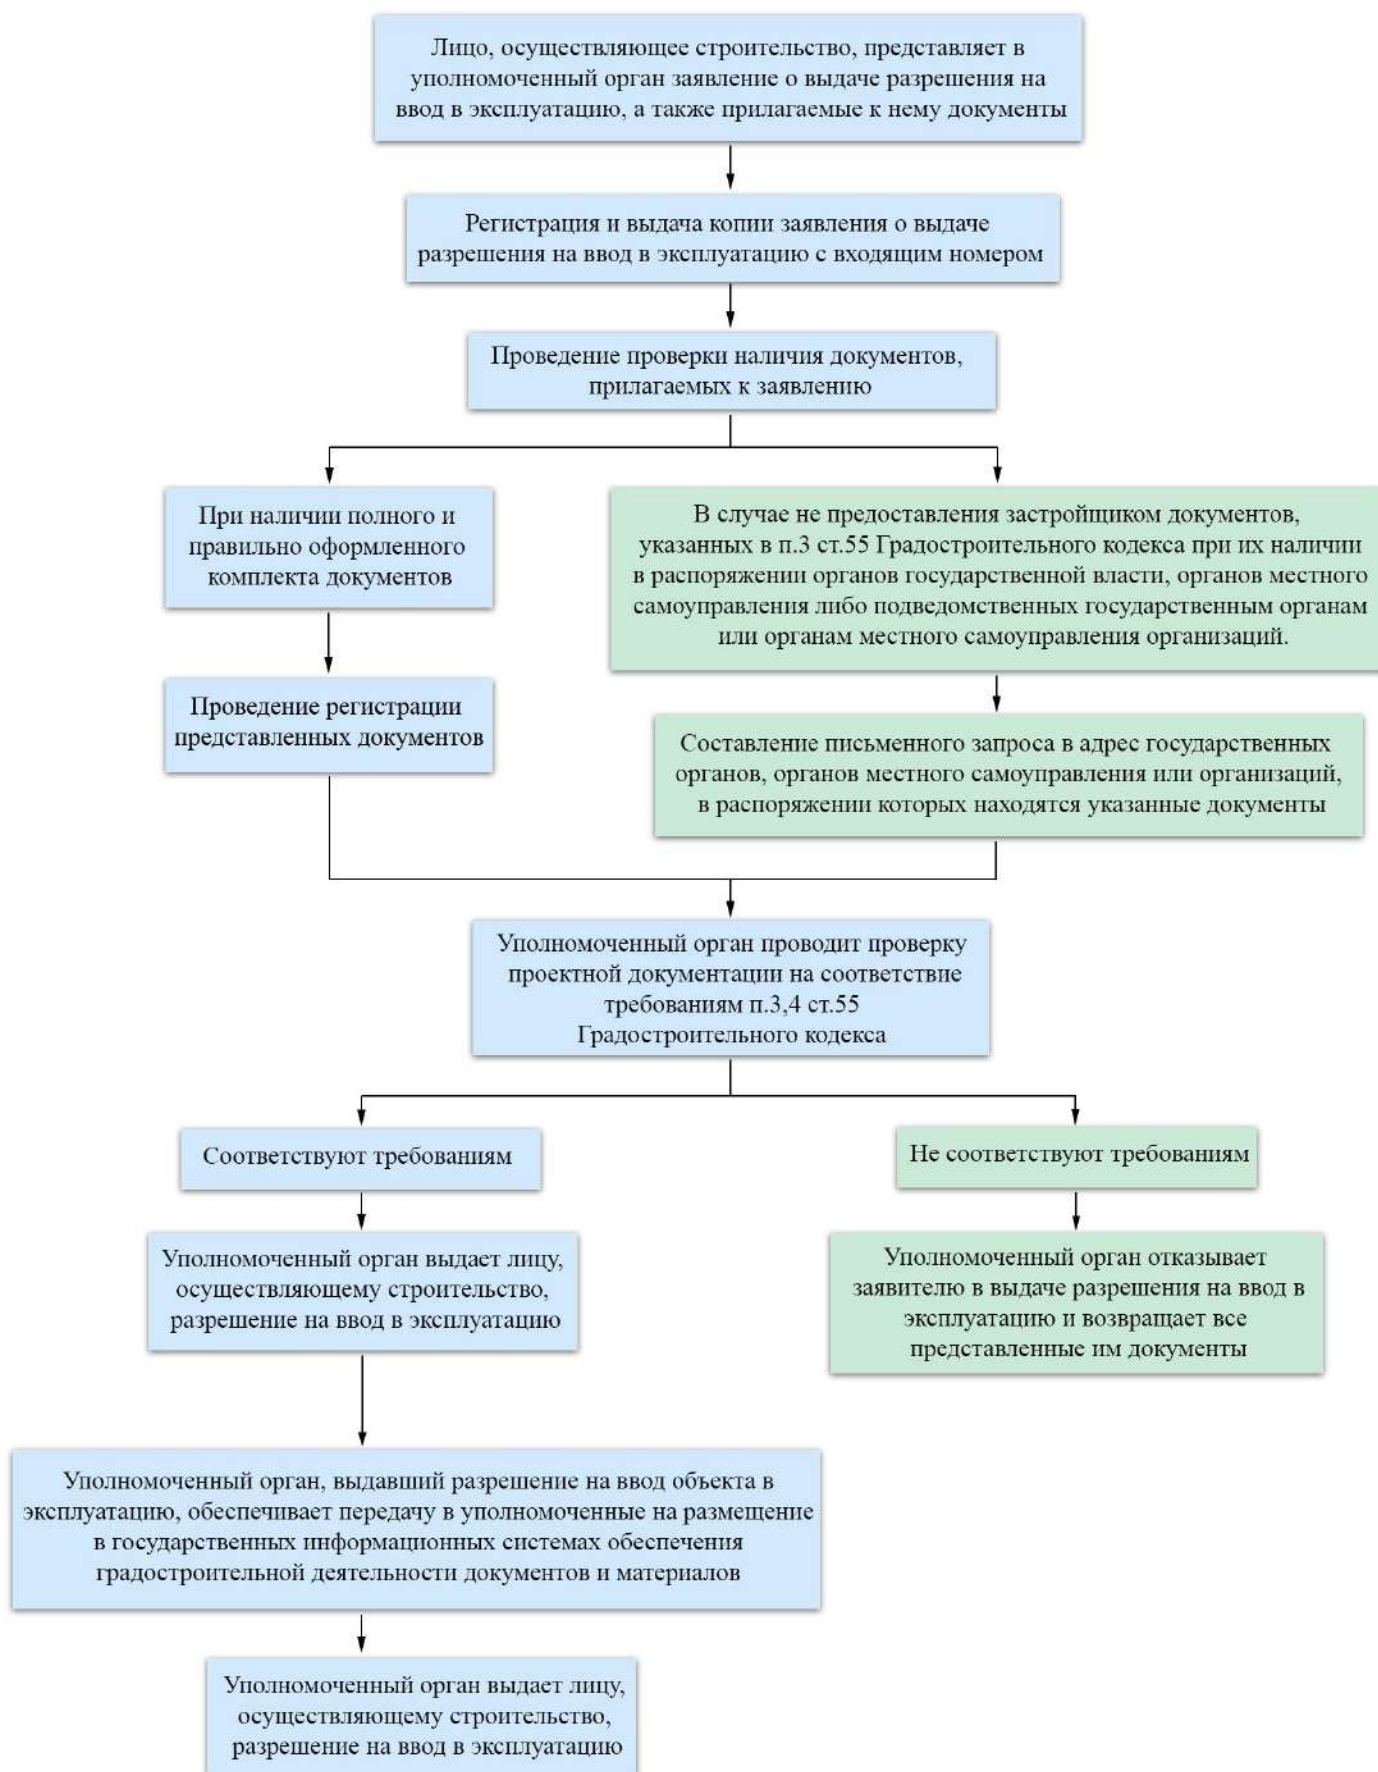 Лицо, осуществляющее строительство, представляет в
уполномоченный орган заявление о выдаче разрешения на
ввод в эксплуатацию, а также прилагаемые к нему документы
Регистрация и выдача копии заявления о выдаче
разрешения на ввод в эксплуатацию с входящим номером
Проведение проверки наличия документов,
прилагаемых к заявлению
При наличии полного и
правильно оформленного
комплекта документов
В случае не предоставления застройщиком документов,
указанных в п.3 ст.55 Градостроительного кодекса при их наличии
в распоряжении органов государственной власти, органов местного
самоуправления либо подведомственных государственным органам
или органам местного самоуправления организаций.
Проведение регистрации
представленных документов
Составление письменного запроса в адрес государственных
органов, органов местного самоуправления или организаций,
в распоряжении которых находятся указанные документы
Уполномоченный орган проводит проверку
проектной документации на соответствие
требованиям п.3,4 ст.55
Градостроительного кодекса
Соответствуют требованиям
Не соответствуют требованиям
Уполномоченный орган выдает лицу,
осуществляющему строительство,
разрешение на ввод в эксплуатацию
Уполномоченный орган отказывает
заявителю в выдаче разрешения на ввод в
эксплуатацию и возвращает все
представленные им документы
Уполномоченный орган, выдавший разрешение на ввод объекта в
эксплуатацию, обеспечивает передачу в уполномоченные на размещение
в государственных информационных системах обеспечения
градостроительной деятельности документов и материалов
Уполномоченный орган выдает лицу,
осуществляющему строительство,
разрешение на ввод в эксплуатацию